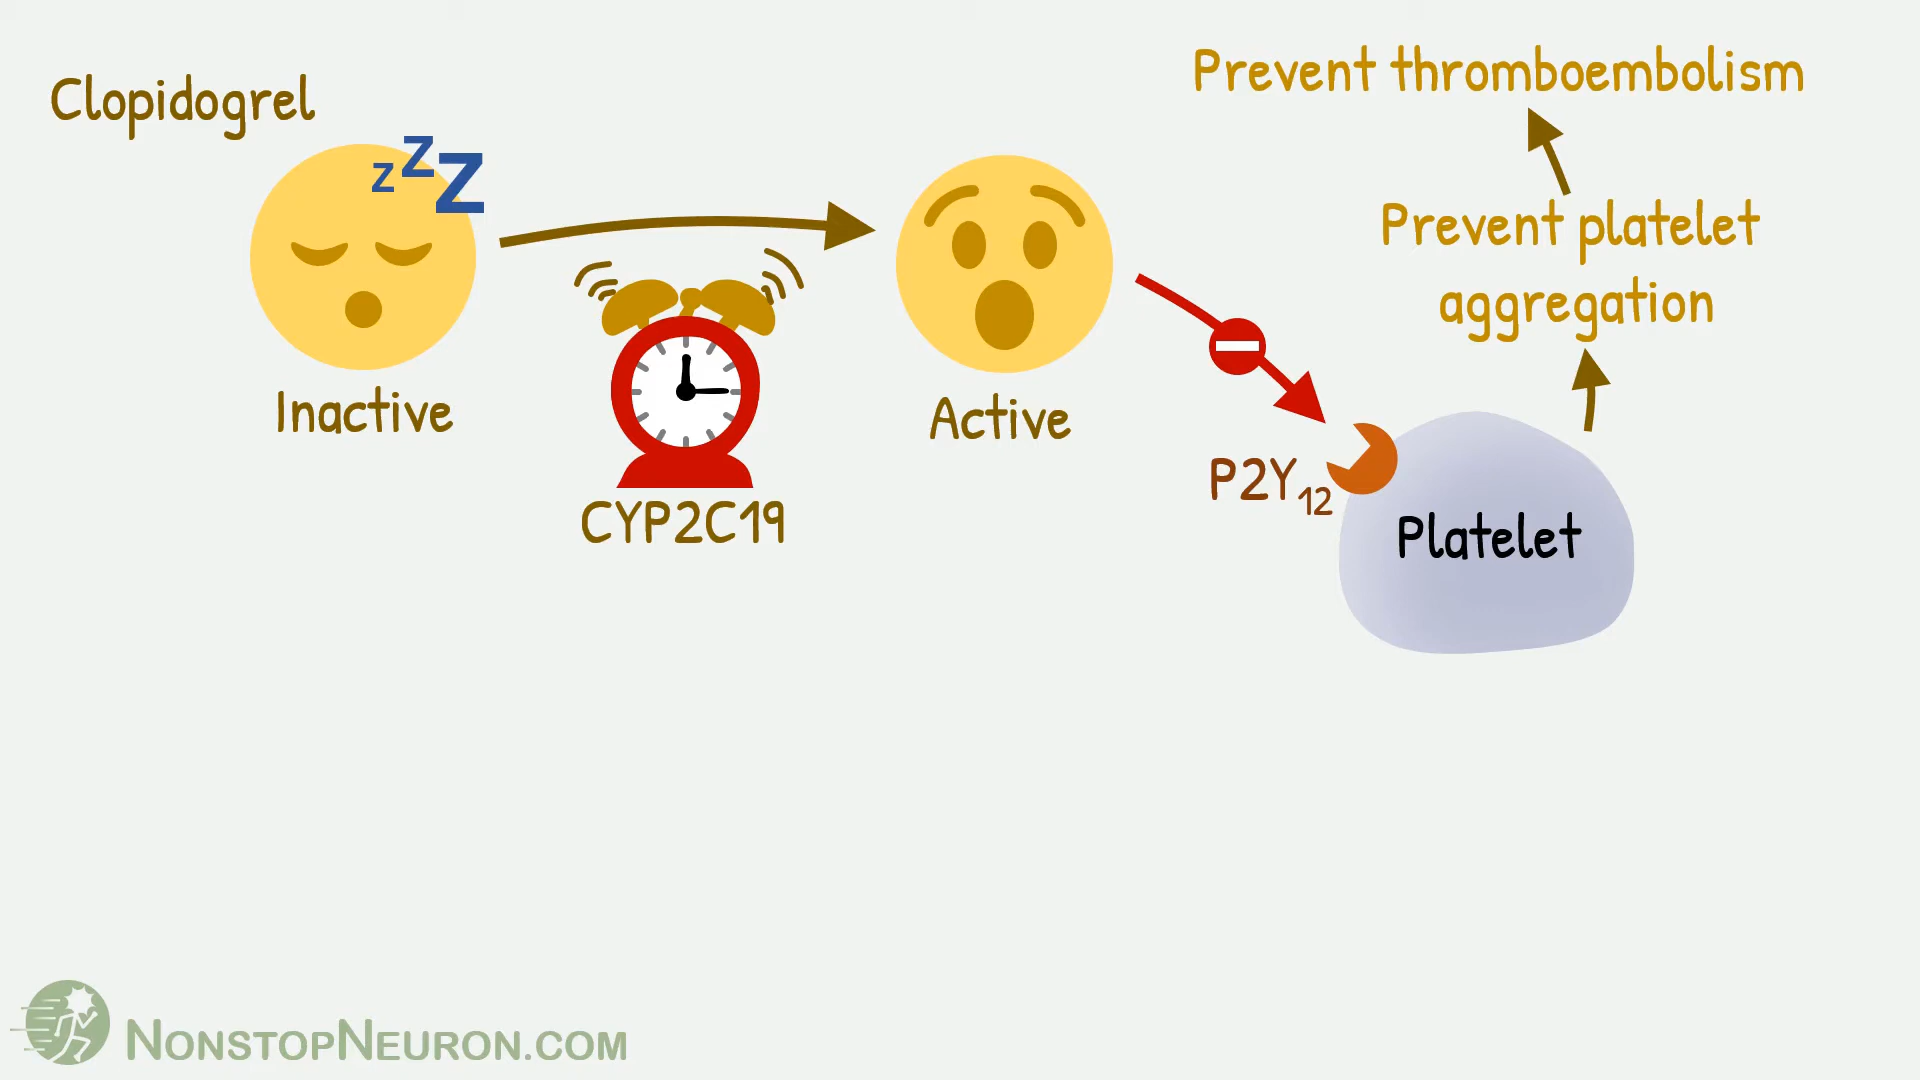 Clopidogrel
z z z
Inactive
CYP2C19
Active
P2Y12
Platelet
Prevent platelet
aggregation
Prevent thromboembolism
NONSTOPNEURON.COM